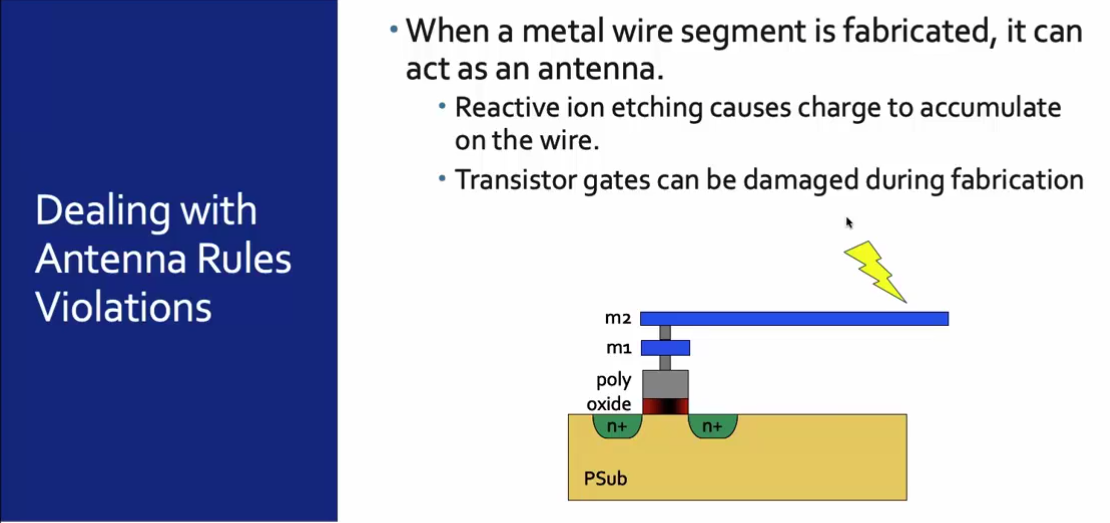 Dealing with
Antenna Rules
Violations
• When a metal wire segment is fabricated, it can
act as an antenna.
• Reactive ion etching causes charge to accumulate
on the wire.
• Transistor gates can be damaged during fabrication
m2
m1
poly
oxide
n+ n+
PSub